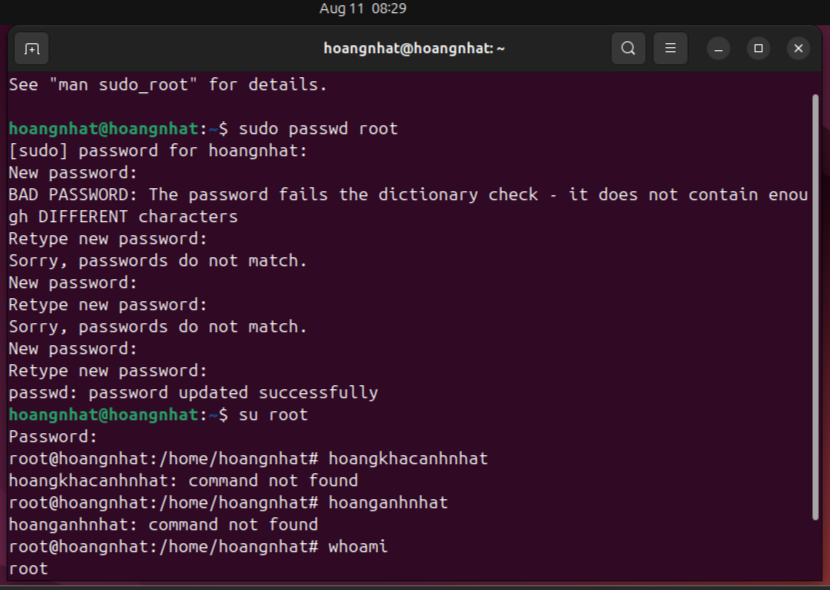 Aug 11 08:29
hoangnhat@hoangnhat: ~
See "man sudo_root" for details.
hoangnhat@hoangnhat:~$ sudo passwd root
[sudo] password for hoangnhat:
New password:
BAD PASSWORD: The password fails the dictionary check - it does not contain enou
gh DIFFERENT characters
Retype new password:
Sorry, passwords do not match.
New password:
Retype new password:
Sorry, passwords do not match.
New password:
Retype new password:
passwd: password updated successfully
hoangnhat@hoangnhat:~$ su root
Password:
root@hoangnhat:/home/hoangnhat# hoangkhacanhnhat
hoangkhacanhnhat: command not found
root@hoangnhat:/home/hoangnhat# hoanganhnhat
hoanganhnhat: command not found
root@hoangnhat:/home/hoangnhat# whoami
root